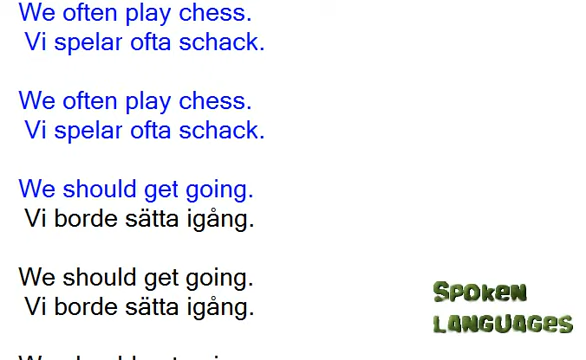 We often play chess.
Vi spelar ofta schack.
We often play chess.
Vi spelar ofta schack.
We should get going.
Vi borde sätta igång.
We should get going.
Vi borde sätta igång.
Spoken
Languages